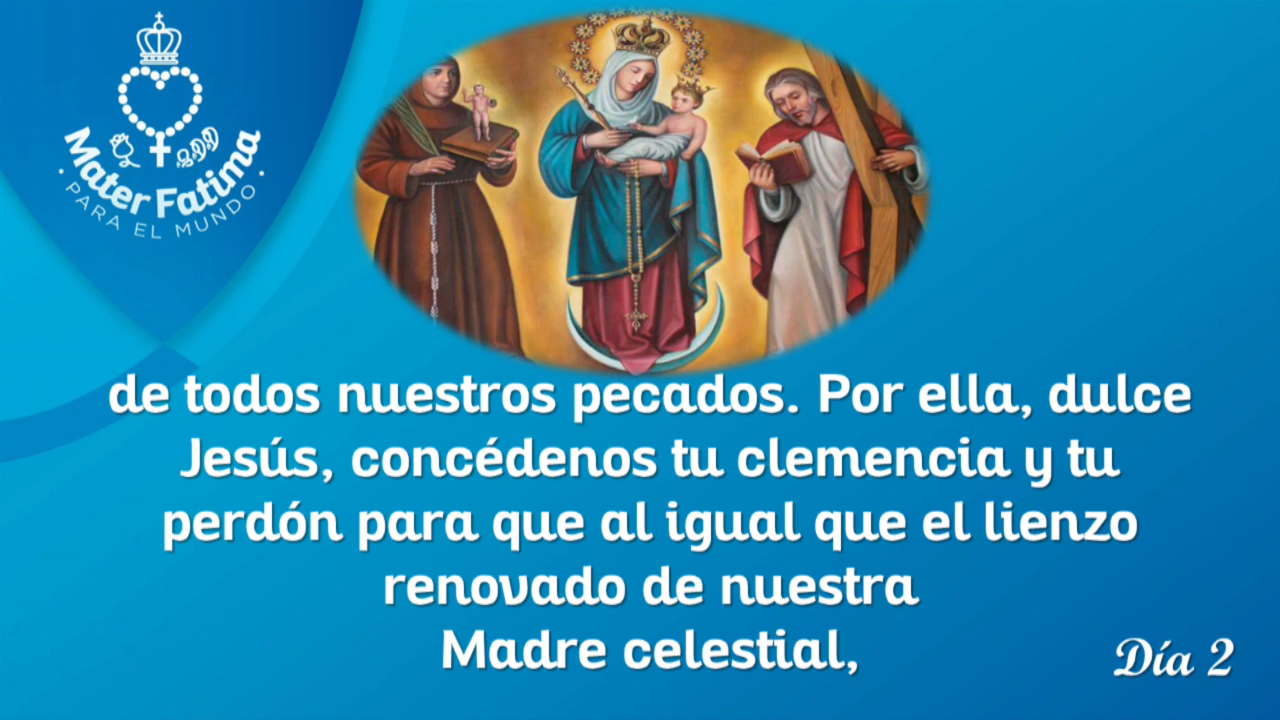 Mater Fatima
· PARA EL MUNDO ·
de todos nuestros pecados. Por ella, dulce
Jesús, concédenos tu clemencia y tu
perdón para que al igual que el lienzo
renovado de nuestra
Madre celestial,
Día 2